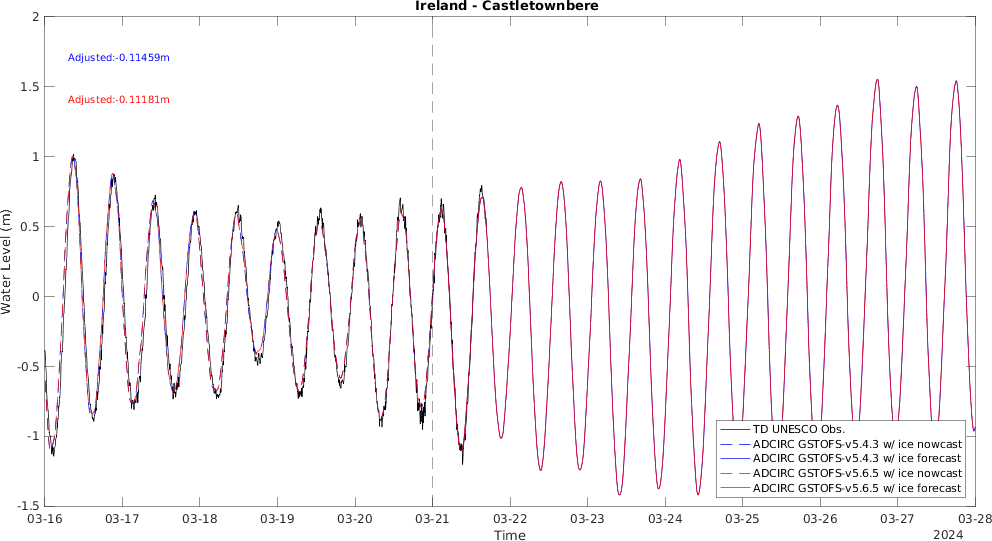 Ireland - Castletownbere
Adjusted:-0.11459m
Adjusted:-0.11181m
Water Level (m)
2
1.5
1
0.5
0
-0.5
-1
-1.5
TD UNESCO Obs.
ADCIRC GSTOFS-v5.4.3 w/ ice nowcast
ADCIRC GSTOFS-v5.4.3 w/ ice forecast
ADCIRC GSTOFS-v5.6.5 w/ ice nowcast
ADCIRC GSTOFS-v5.6.5 w/ ice forecast
03-16 03-17 03-18 03-19 03-20 03-21 03-22 03-23 03-24 03-25 03-26 03-27 03-28
Time
2024